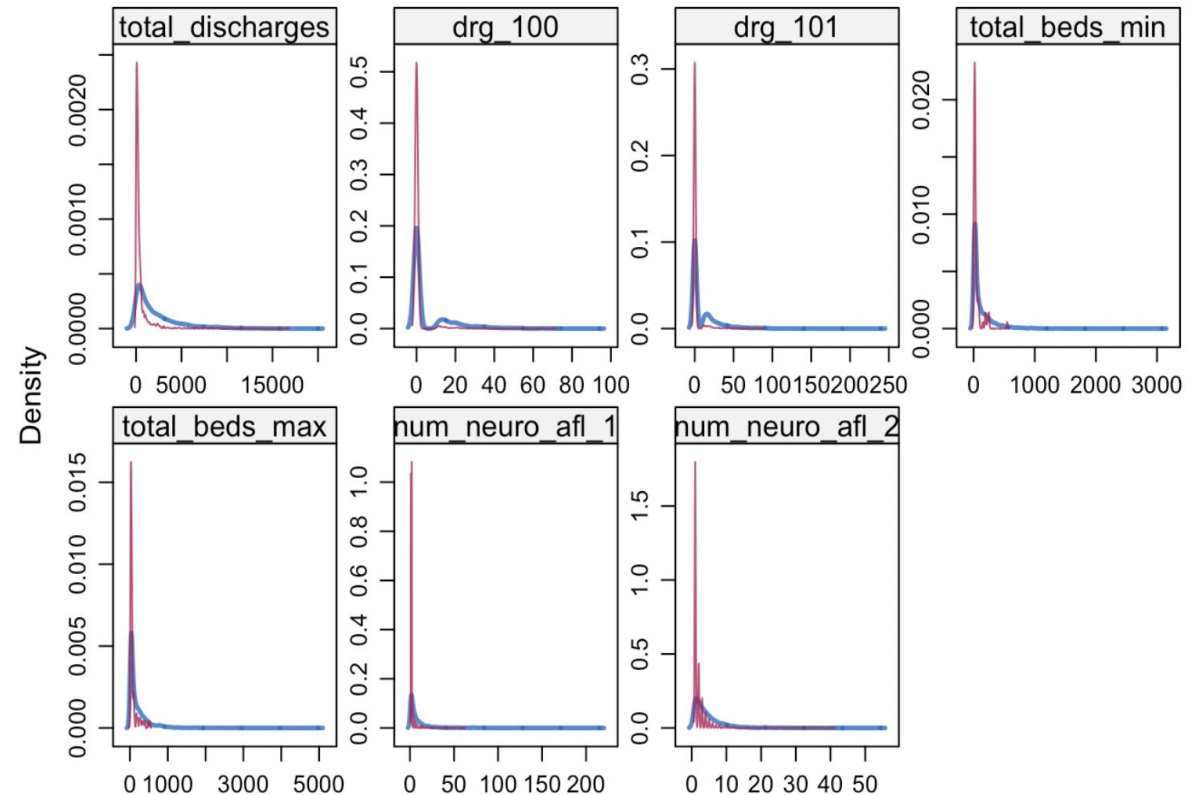 total_discharges drg_100 drg_101 total_beds_min
0.0000 0.0010 0.0020
0.0 0.1 0.2 0.3 0.4 0.5
0.0 0.1 0.2 0.3
0.000 0.010 0.020
0 5000 15000
0 20 40 60 80 100
0 50 100 150 200 250
0 1000 2000 3000
Density
total_beds_max num_neuro_afl_1 num_neuro_afl_2
0.000 0.005 0.010 0.015
0.0 0.2 0.4 0.6 0.8 1.0
0.0 0.5 1.0 1.5
0 1000 3000 5000
0 50 100 150 200
0 10 20 30 40 50